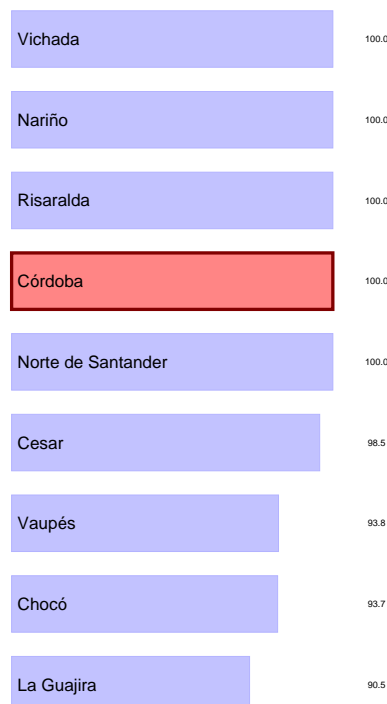 Vichada 100.0
Nariño 100.0
Risaralda 100.0
Córdoba 100.0
Norte de Santander 100.0
Cesar 98.5
Vaupés 93.8
Chocó 93.7
La Guajira 90.5